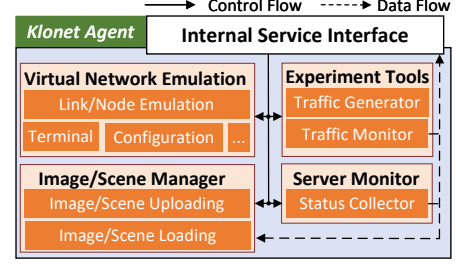 Control Flow
Data Flow
Klonet Agent
Internal Service Interface
Virtual Network Emulation
Link/Node Emulation
Terminal
Configuration
...
Experiment Tools
Traffic Generator
Traffic Monitor
Image/Scene Manager
Image/Scene Uploading
Image/Scene Loading
Server Monitor
Status Collector